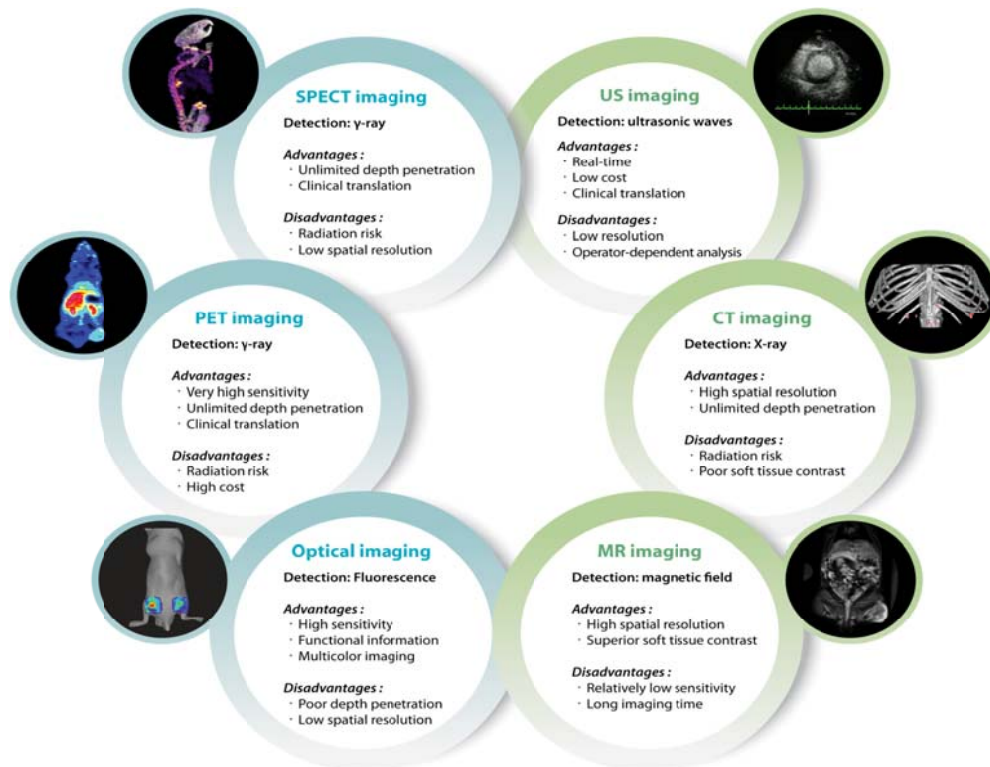 SPECT imaging
Detection: γ-ray
Advantages :
· Unlimited depth penetration
· Clinical translation
Disadvantages :
· Radiation risk
· Low spatial resolution
US imaging
Detection: ultrasonic waves
Advantages :
· Real-time
· Low cost
· Clinical translation
Disadvantages :
· Low resolution
· Operator-dependent analysis
PET imaging
Detection: γ-ray
Advantages :
· Very high sensitivity
· Unlimited depth penetration
· Clinical translation
Disadvantages :
· Radiation risk
· High cost
CT imaging
Detection: X-ray
Advantages :
· High spatial resolution
· Unlimited depth penetration
Disadvantages :
· Radiation risk
· Poor soft tissue contrast
Optical imaging
Detection: Fluorescence
Advantages :
· High sensitivity
· Functional information
· Multicolor imaging
Disadvantages :
· Poor depth penetration
· Low spatial resolution
MR imaging
Detection: magnetic field
Advantages :
· High spatial resolution
· Superior soft tissue contrast
Disadvantages :
· Relatively low sensitivity
· Long imaging time